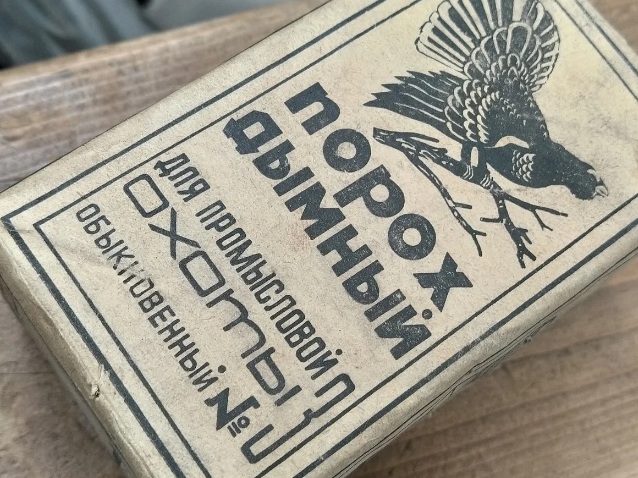 ПОРОХ
ДЫМНЫЙ
ДЛЯ ПРОМЫСЛОВОЙ
ОХОТЫ
ОБЫКНОВЕННЫЙ №3